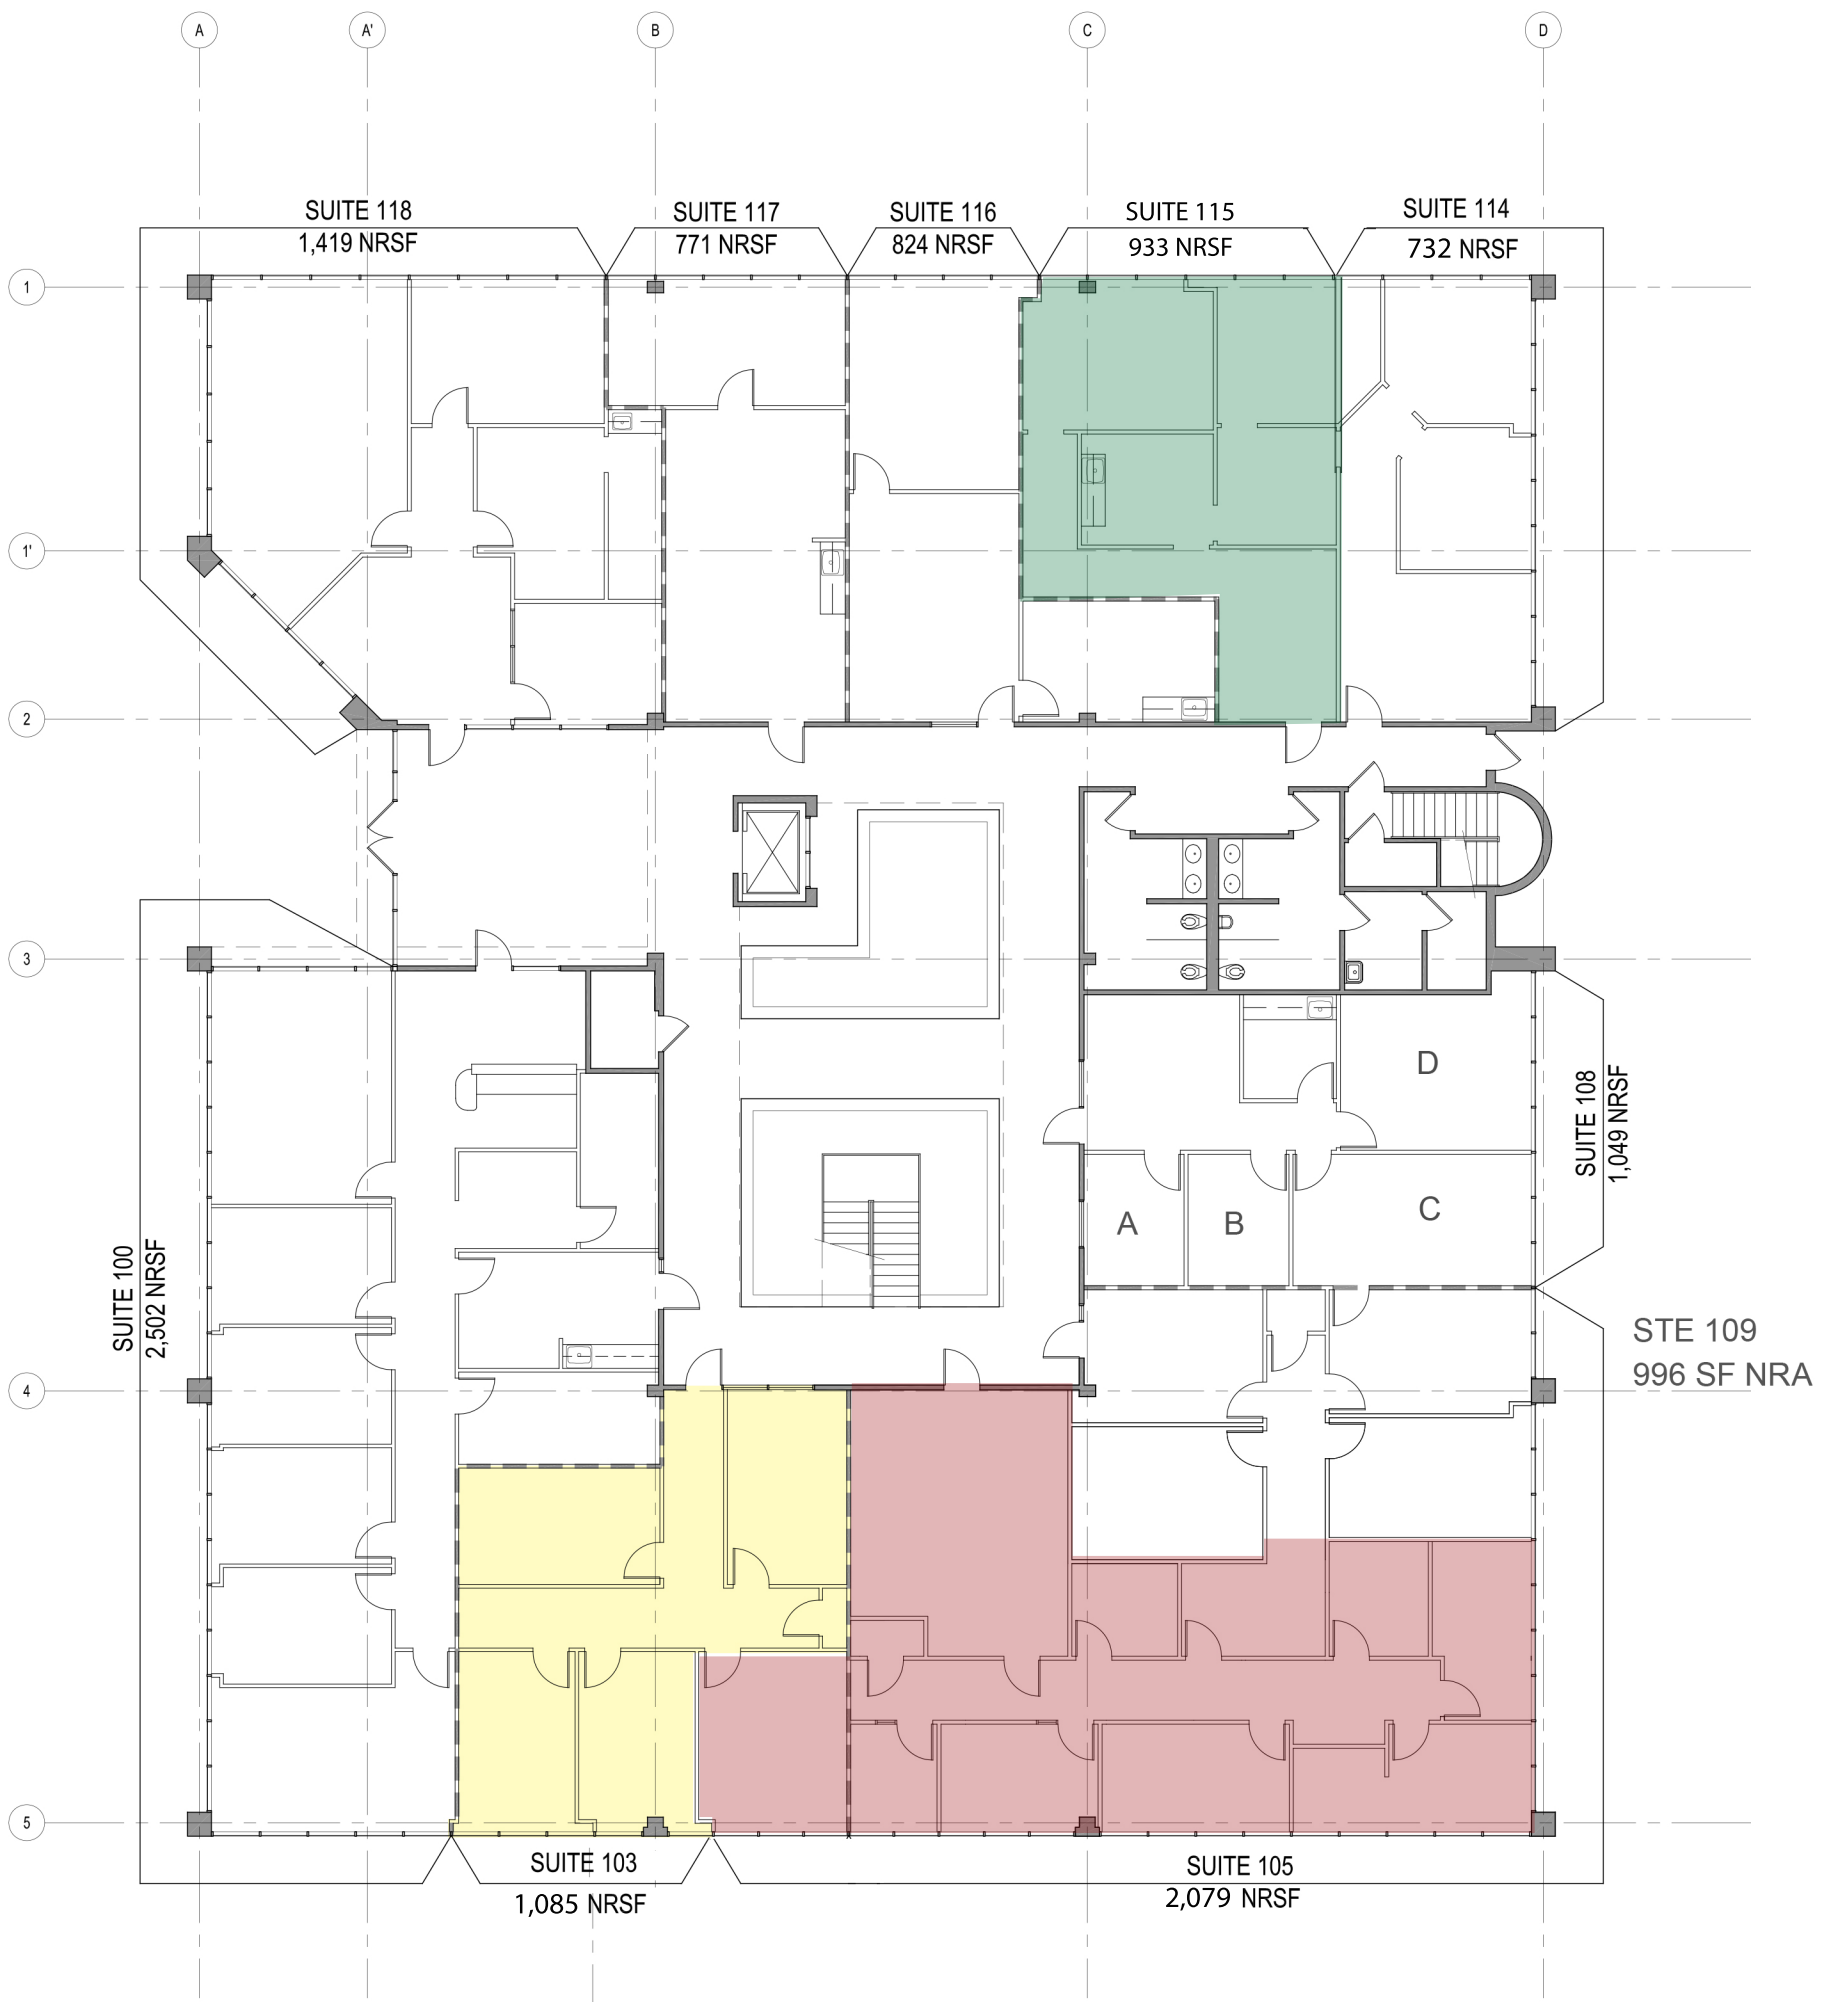 A
A'
B
C
D
SUITE 118
1,419 NRSF
SUITE 117
771 NRSF
SUITE 116
824 NRSF
SUITE 115
933 NRSF
SUITE 114
732 NRSF
1
1'
2
3
D
SUITE 108
1,049 NRSF
A
B
C
SUITE 100
2,502 NRSF
STE 109
996 SF NRA
4
5
SUITE 103
1,085 NRSF
SUITE 105
2,079 NRSF